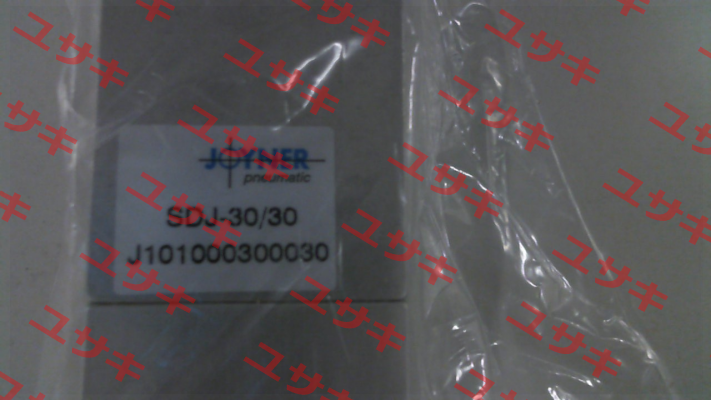 JOYNER
pneumatic
SDJ-30/30
J101000300030
ユサキ